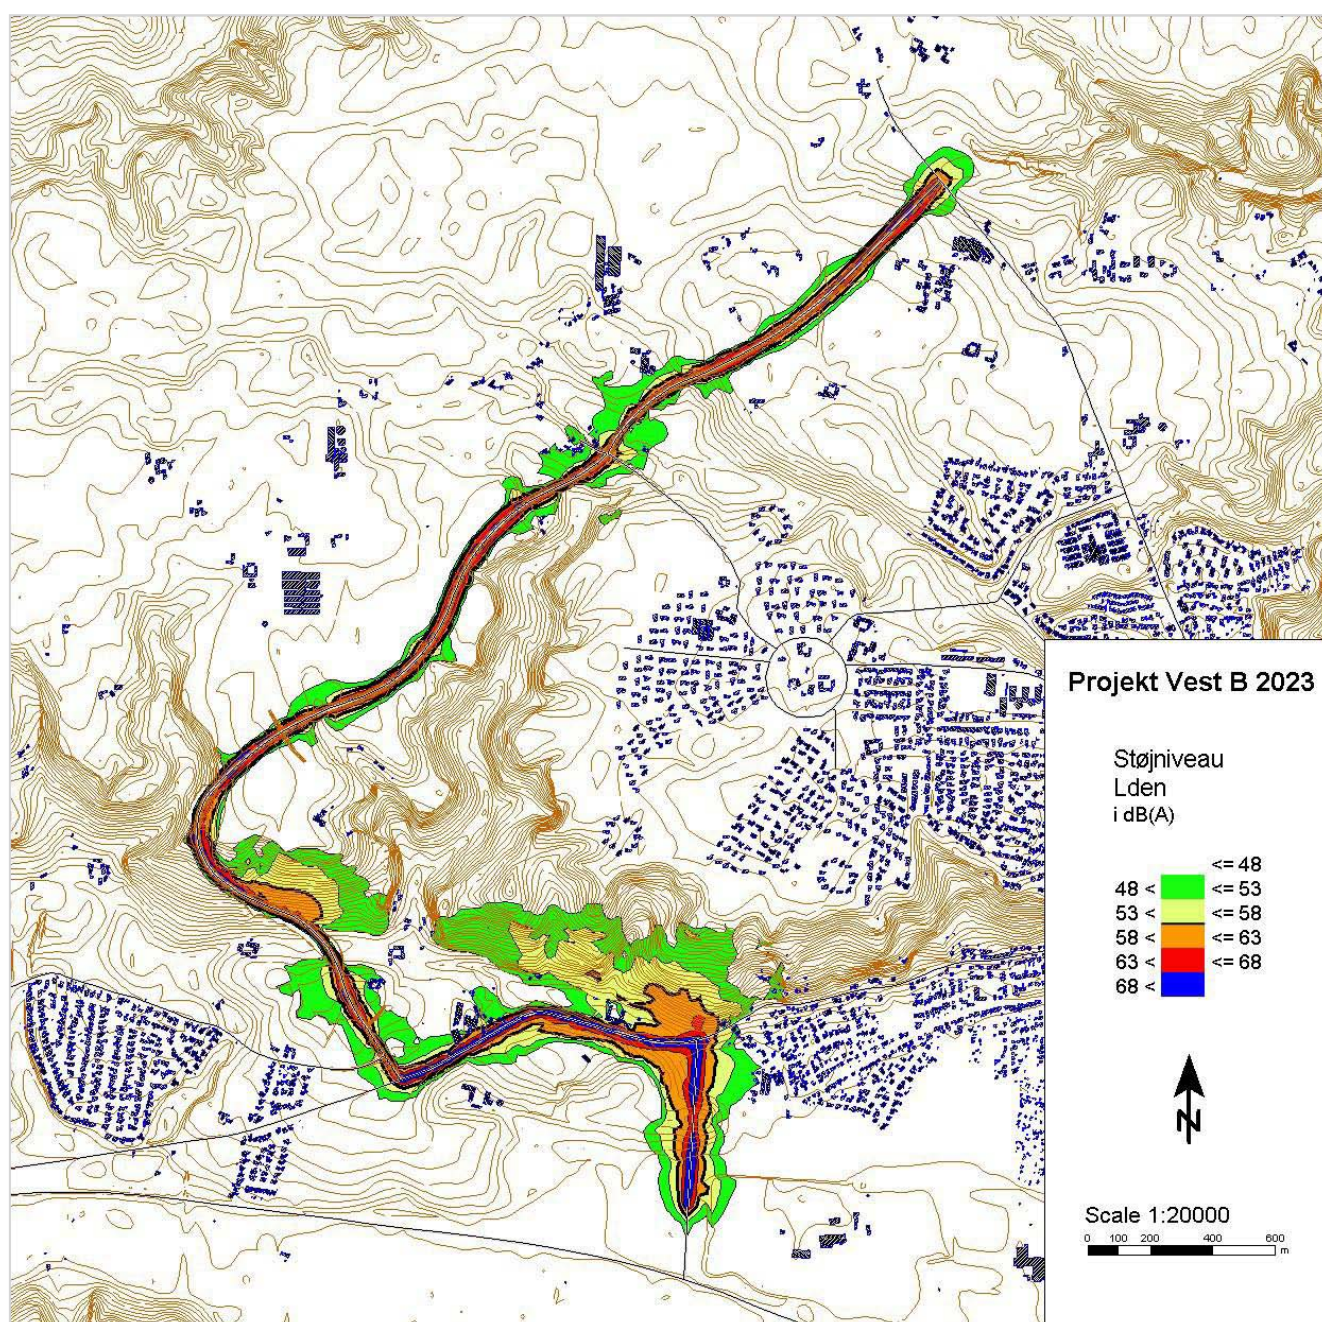 Projekt Vest B 2023
Støjniveau
Lden
i dB(A)
<= 48
48 < <= 53
53 < <= 58
58 < <= 63
63 < <= 68
68 <
N
Scale 1:20000
0 100 200 400 600 m